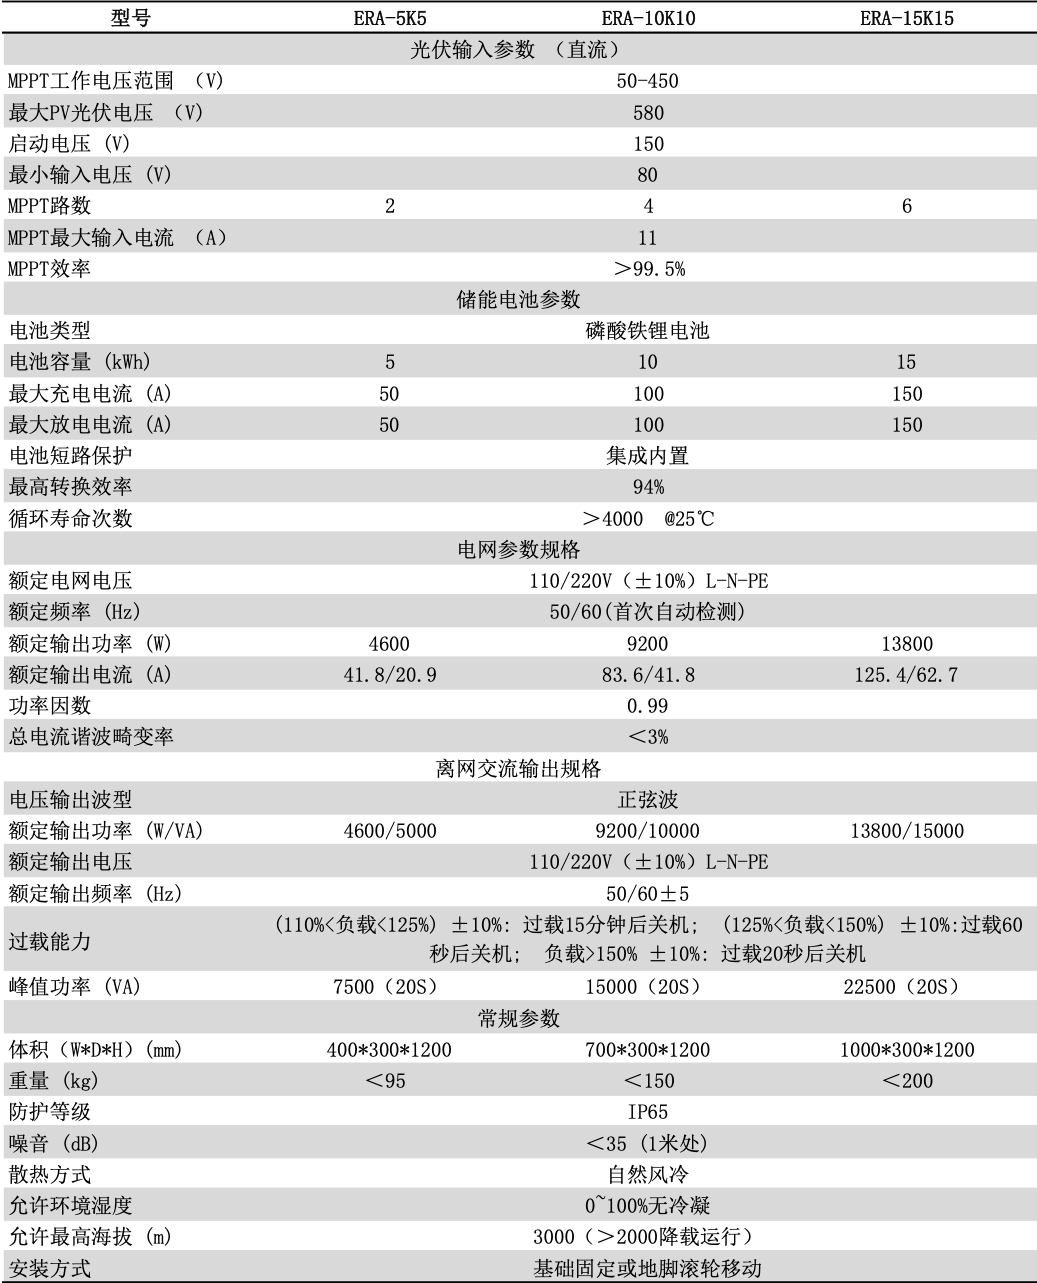 型号 ERA-5K5 ERA-10K10 ERA-15K15
光伏输入参数 （直流）
MPPT工作电压范围 （V） 50-450
最大PV光伏电压 （V） 580
启动电压 (V) 150
最小输入电压 (V) 80
MPPT路数 2 4 6
MPPT最大输入电流 （A） 11
MPPT效率 ＞99.5%
储能电池参数
电池类型 磷酸铁锂电池
电池容量 (kWh) 5 10 15
最大充电电流 (A) 50 100 150
最大放电电流 (A) 50 100 150
电池短路保护 集成内置
最高转换效率 94%
循环寿命次数 ＞4000 @25℃
电网参数规格
额定电网电压 110/220V（±10%）L-N-PE
额定频率 (Hz) 50/60(首次自动检测)
额定输出功率 (W) 4600 9200 13800
额定输出电流 (A) 41.8/20.9 83.6/41.8 125.4/62.7
功率因数 0.99
总电流谐波畸变率 ＜3%
离网交流输出规格
电压输出波型 正弦波
额定输出功率 (W/VA) 4600/5000 9200/10000 13800/15000
额定输出电压 110/220V（±10%）L-N-PE
额定输出频率 (Hz) 50/60±5
过载能力 (110%<负载<125%) ±10%: 过载15分钟后关机; (125%<负载<150%) ±10%:过载60
秒后关机; 负载>150% ±10%: 过载20秒后关机
峰值功率 (VA) 7500（20S） 15000（20S） 22500（20S）
常规参数
体积（W*D*H）(mm) 400*300*1200 700*300*1200 1000*300*1200
重量 (kg) ＜95 ＜150 ＜200
防护等级 IP65
噪音 (dB) ＜35 (1米处)
散热方式 自然风冷
允许环境湿度 0~100%无冷凝
允许最高海拔 (m) 3000（＞2000降载运行）
安装方式 基础固定或地脚滚轮移动